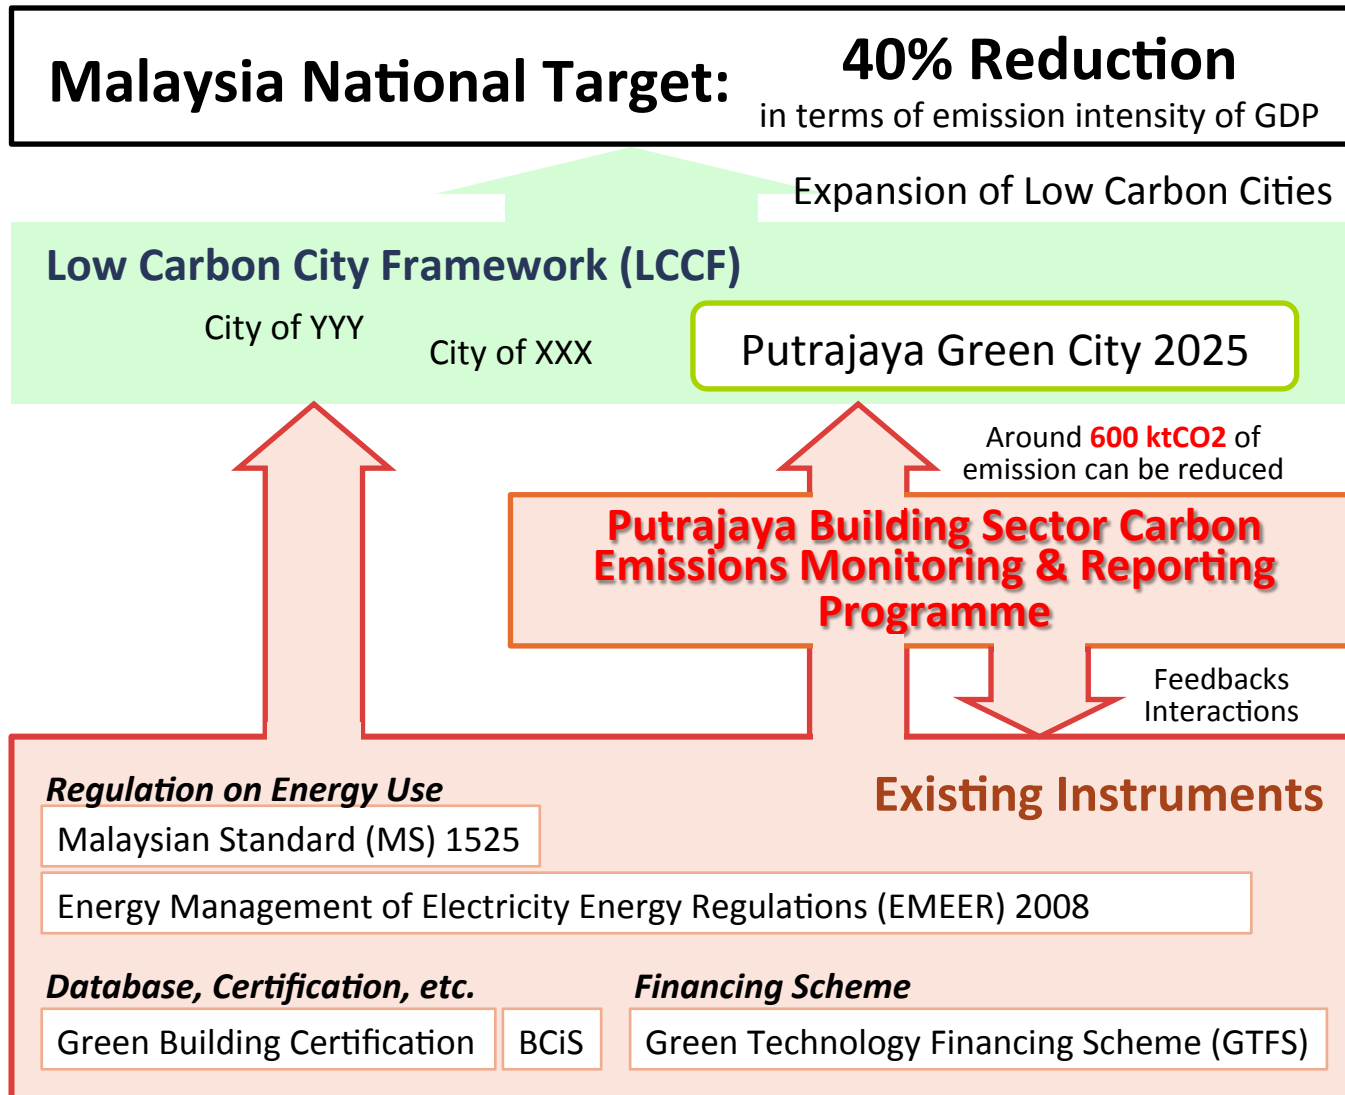 Malaysia National Target:
40% Reduction
in terms of emission intensity of GDP
Expansion of Low Carbon Cities
Low Carbon City Framework (LCCF)
City of YYY
City of XXX
Putrajaya Green City 2025
Around 600 ktCO2 of
emission can be reduced
Putrajaya Building Sector Carbon
Emissions Monitoring & Reporting
Programme
Feedbacks
Interactions
Existing Instruments
Regulation on Energy Use
Malaysian Standard (MS) 1525
Energy Management of Electricity Energy Regulations (EMEER) 2008
Database, Certification, etc.
Green Building Certification
BCiS
Financing Scheme
Green Technology Financing Scheme (GTFS)